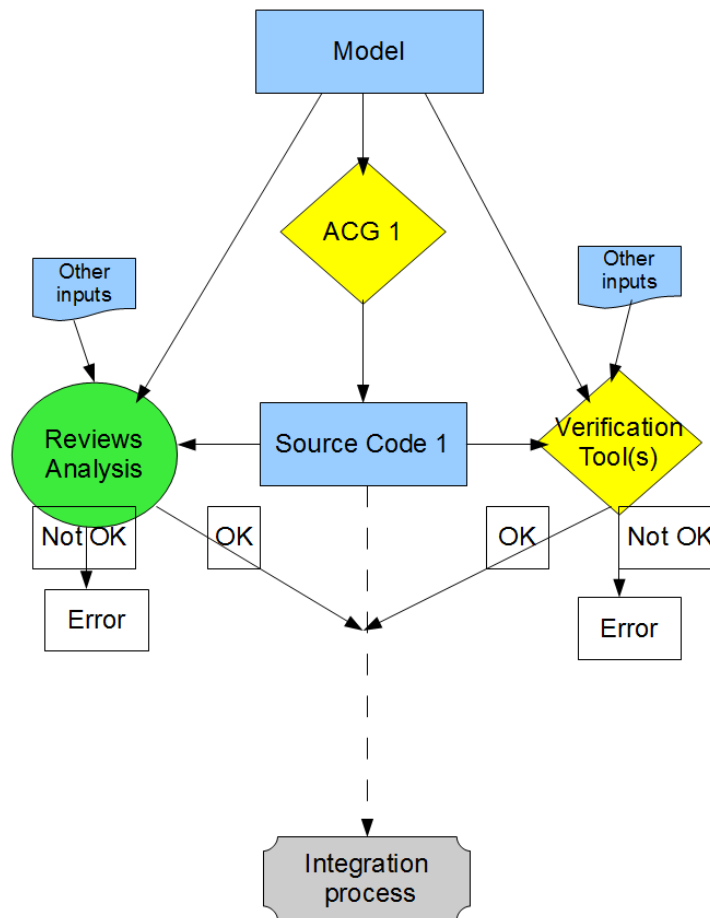 Model
ACG 1
Other
inputs
Other
inputs
Reviews
Analysis
Source Code 1
Verification
Tool(s)
Not OK
OK
OK
Not OK
Error
Error
Integration
process